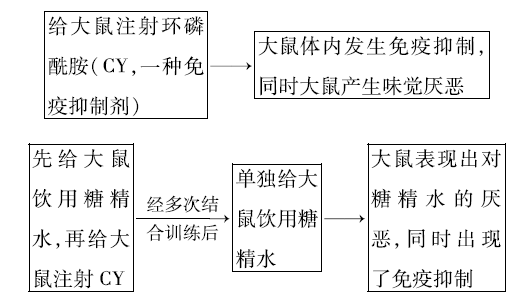 给大鼠注射环磷
酰胺(CY,一种免
疫抑制剂)
大鼠体内发生免疫抑制,
同时大鼠产生味觉厌恶
先给大鼠
饮用糖精
水,再给大
鼠注射CY
经多次结
合训练后
单独给大
鼠饮用糖
精水
大鼠表现出对
糖精水的厌
恶,同时出现
了免疫抑制